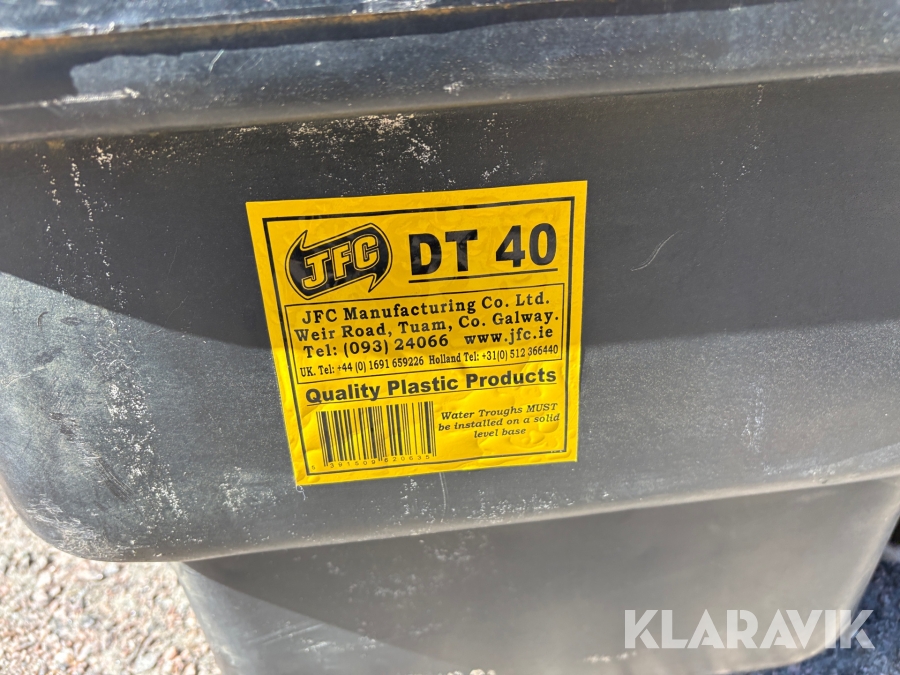 JFC DT 40
JFC Manufacturing Co. Ltd.
Weir Road, Tuam, Co. Galway.
Tel: (093) 24066 www.jfc.ie
UK. Tel: +44 (0) 1691 659226 Holland Tel: +31(0) 512 366440
Quality Plastic Products
Water Troughs MUST
be installed on a solid
level base
KLARAVIK